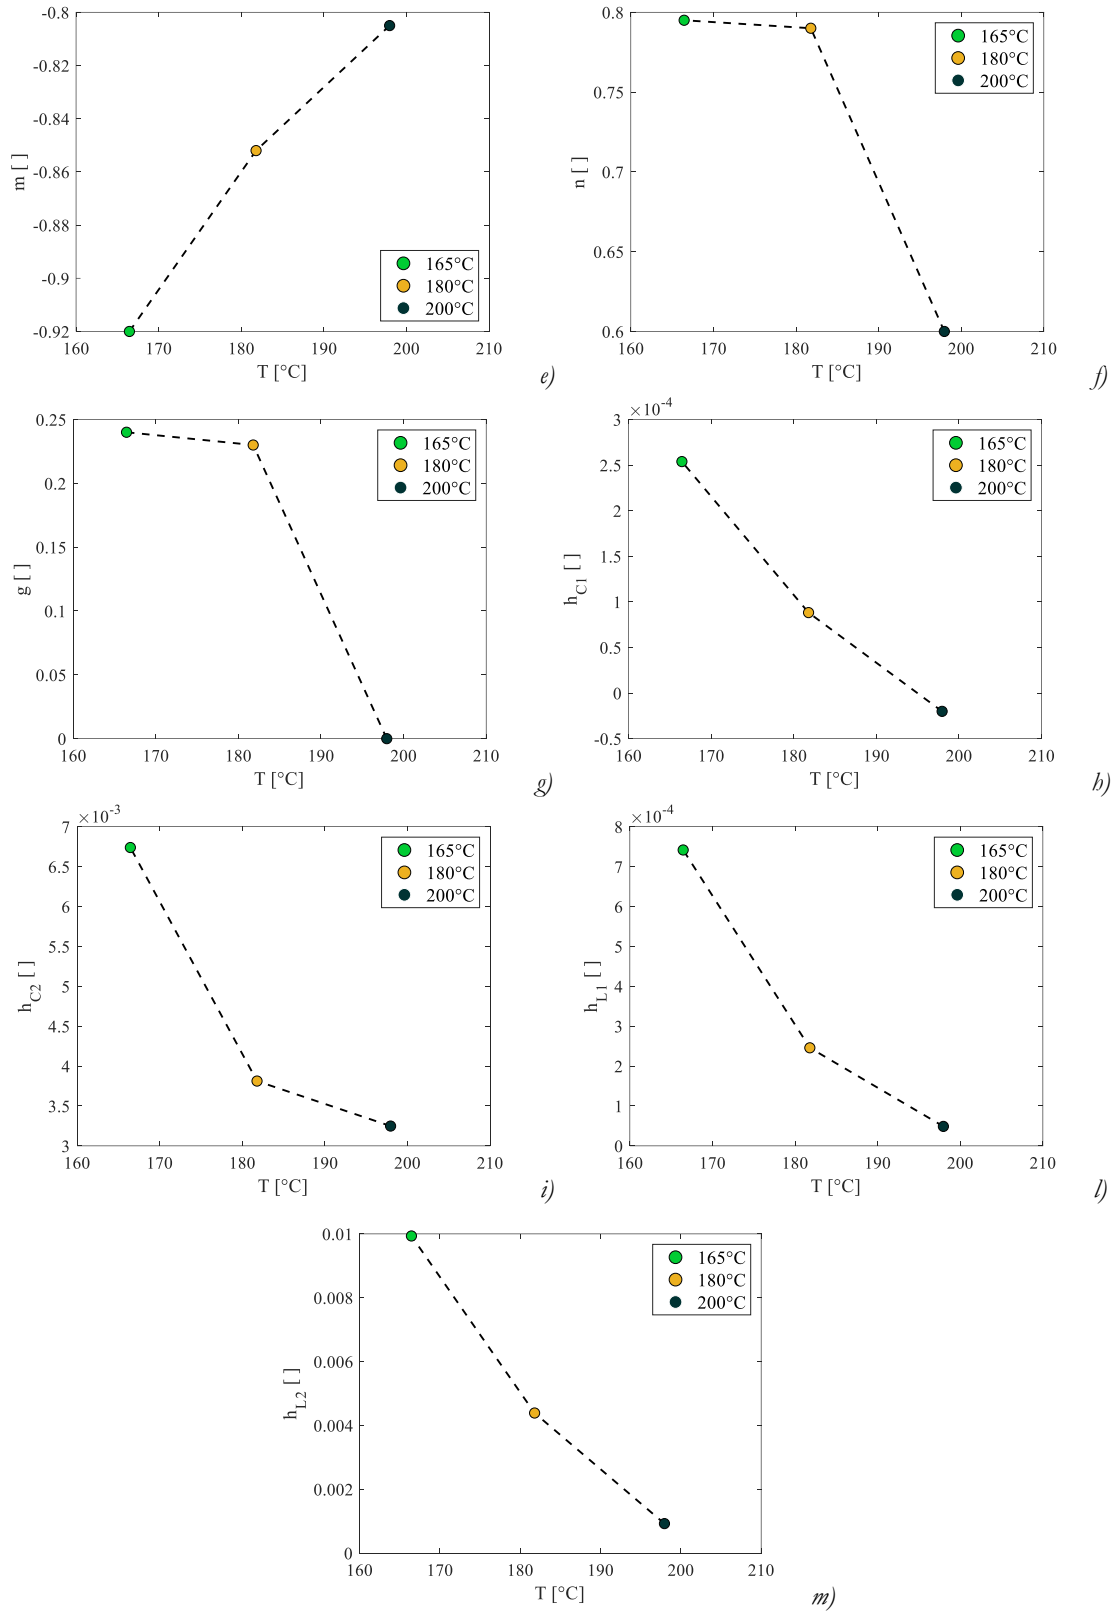 -0.8
-0.82
-0.84
-0.86
-0.88
-0.9
-0.92
m [ ]
160 170 180 190 200 210
T [°C]
165°C
180°C
200°C
e)
0.8
0.75
0.7
0.65
0.6
n [ ]
160 170 180 190 200 210
T [°C]
165°C
180°C
200°C
f)
0.25
0.2
0.15
0.1
0.05
0
g [ ]
160 170 180 190 200 210
T [°C]
165°C
180°C
200°C
g)
×10-4
3
2.5
2
1.5
1
0.5
0
-0.5
hC1 [ ]
160 170 180 190 200 210
T [°C]
165°C
180°C
200°C
h)
×10-3
7
6.5
6
5.5
5
4.5
4
3.5
3
hC2 [ ]
160 170 180 190 200 210
T [°C]
165°C
180°C
200°C
i)
×10-4
8
7
6
5
4
3
2
1
0
hL1 [ ]
160 170 180 190 200 210
T [°C]
165°C
180°C
200°C
l)
0.01
0.008
0.006
0.004
0.002
0
hL2 [ ]
160 170 180 190 200 210
T [°C]
165°C
180°C
200°C
m)